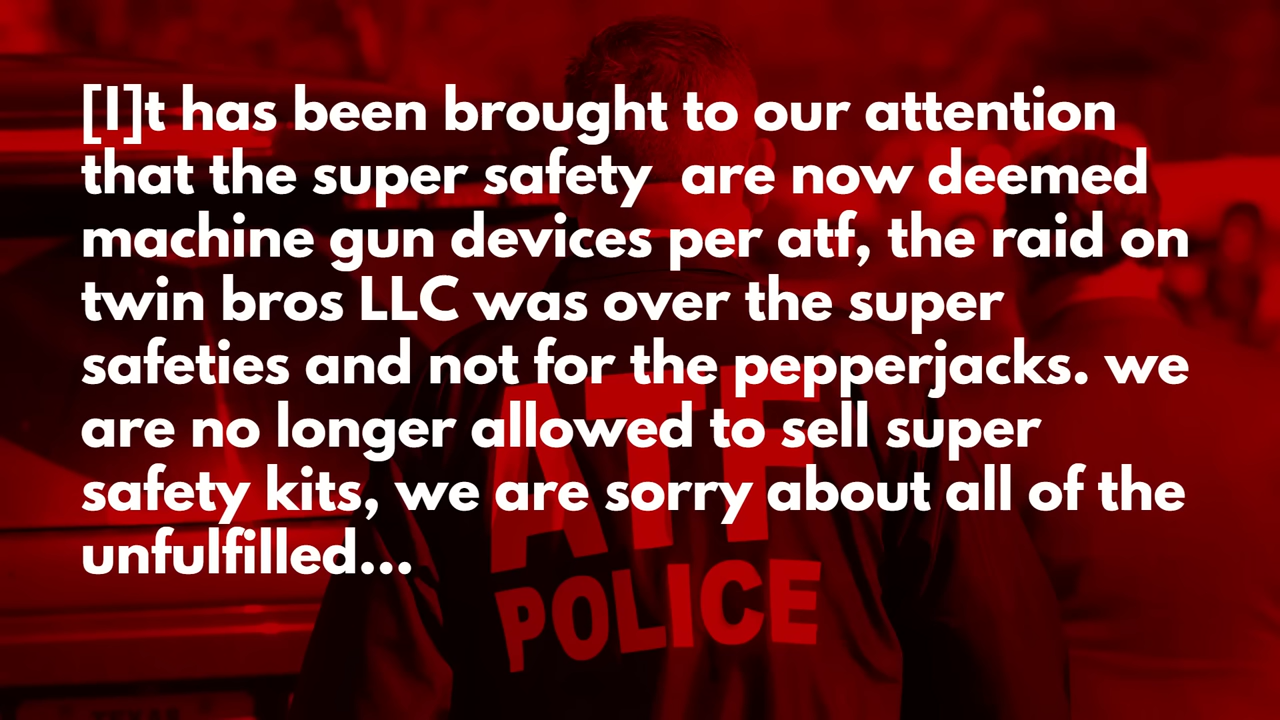 [I]t has been brought to our attention
that the super safety  are now deemed
machine gun devices per atf, the raid on
twin bros LLC was over the super
safeties and not for the pepperjacks. we
are no longer allowed to sell super
safety kits, we are sorry about all of the
unfulfilled...
ATF
POLICE
TEXAS